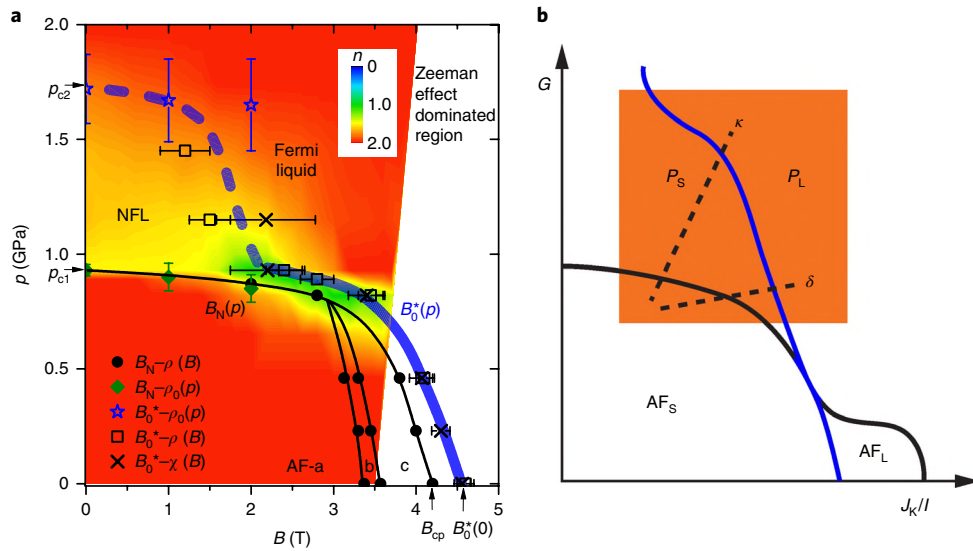 a
2.0
1.5
1.0
0.5
0
p (GPa)
p_c2
p_c1
n
0
1.0
2.0
Zeeman
effect
dominated
region
Fermi
liquid
NFL
B_N(p)
B_0^*(p)
B_N–ρ (B)
B_N–ρ_0(p)
B_0^*–ρ_0(p)
B_0^*–ρ (B)
B_0^*–χ (B)
AF-a
b
c
0
1
2
3
4
5
B_cp
B_0^*(0)
B (T)
b
G
κ
P_S
P_L
δ
AF_S
AF_L
J_K/I